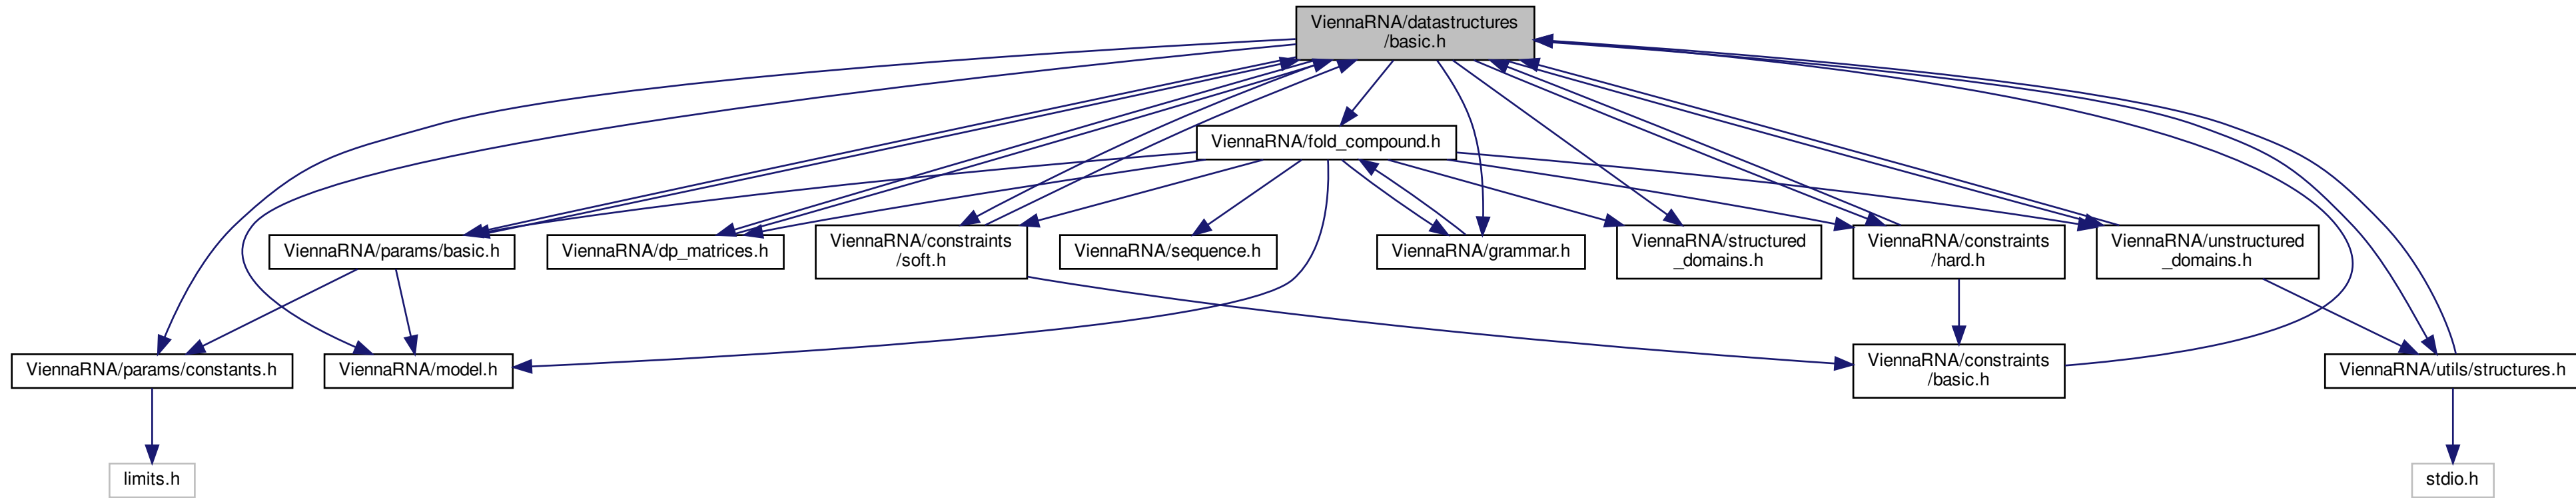 ViennaRNA/datastructures
/basic.h
ViennaRNA/fold_compound.h
ViennaRNA/params/basic.h
ViennaRNA/dp_matrices.h
ViennaRNA/constraints
/soft.h
ViennaRNA/sequence.h
ViennaRNA/grammar.h
ViennaRNA/structured
_domains.h
ViennaRNA/constraints
/hard.h
ViennaRNA/unstructured
_domains.h
ViennaRNA/params/constants.h
ViennaRNA/model.h
ViennaRNA/constraints
/basic.h
ViennaRNA/utils/structures.h
limits.h
stdio.h